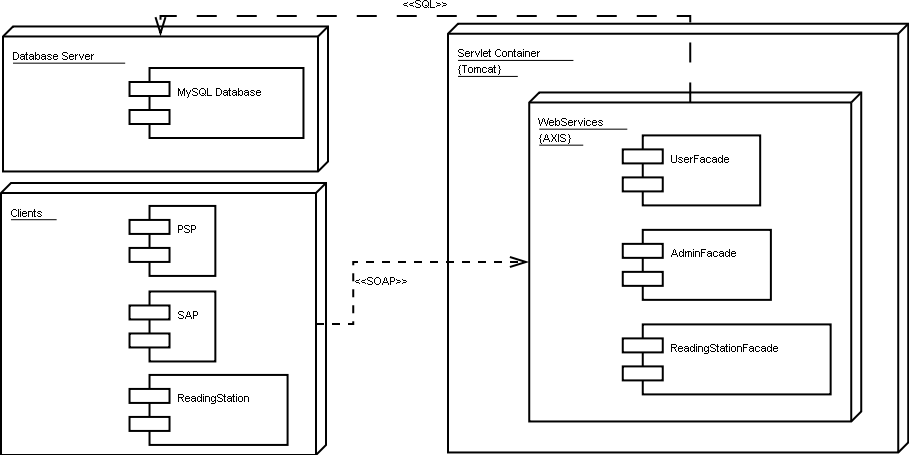 <<SQL>>
Database Server
MySQL Database
Servlet Container
{Tomcat}
WebServices
{AXIS}
UserFacade
AdminFacade
ReadingStationFacade
Clients
PSP
SAP
ReadingStation
<<SOAP>>